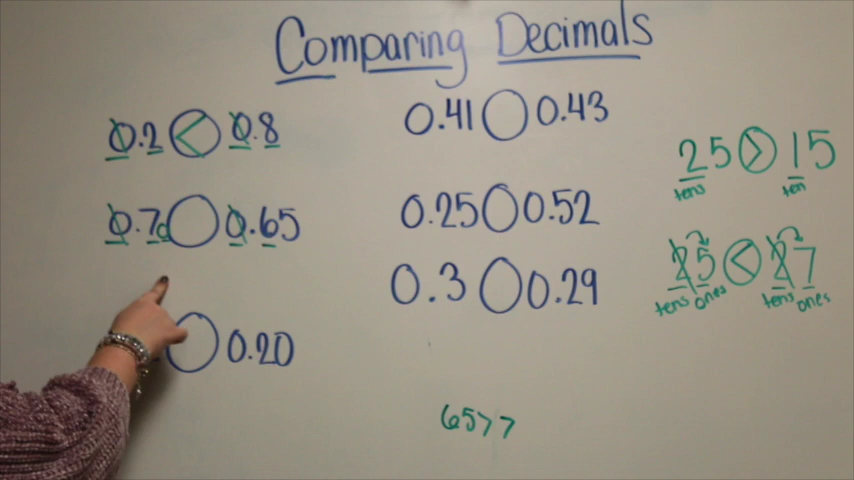 Comparing Decimals
0.2 < 0.8
0.70 0.65
0.20
0.41 0.43
0.25 0.52
0.3 0.29
25 > 15
tens ten
25 < 27
tens ones tens ones
65 > 7